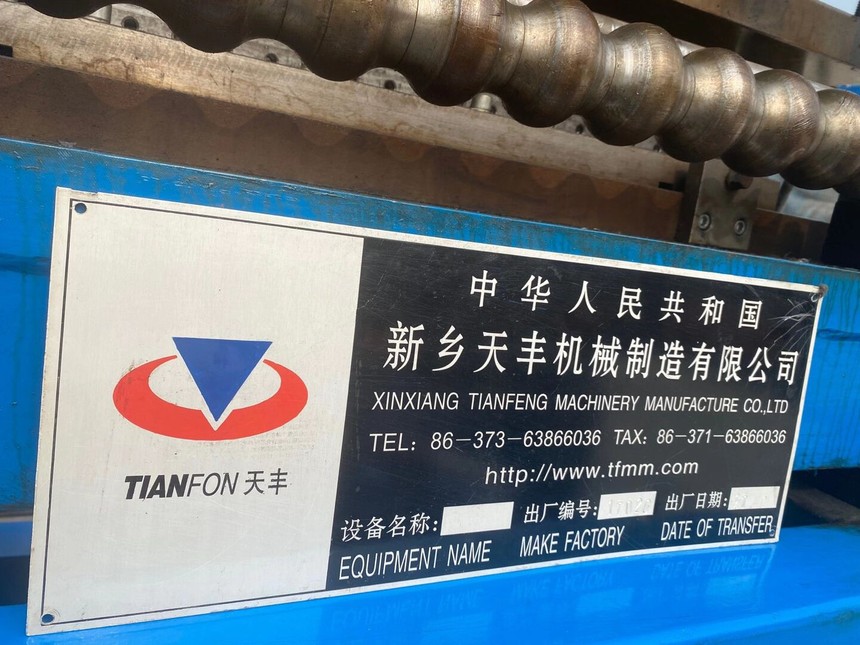 TIANFON 天丰
中华人民共和国
新乡天丰机械制造有限公司
XINXIANG TIANFENG MACHINERY MANUFACTURE CO.,LTD
TEL: 86-373-63866036 TAX: 86-371-63866036
http://www.tfmm.com
设备名称: 出厂编号: 出厂日期:
EQUIPMENT NAME MAKE FACTORY DATE OF TRANSFER